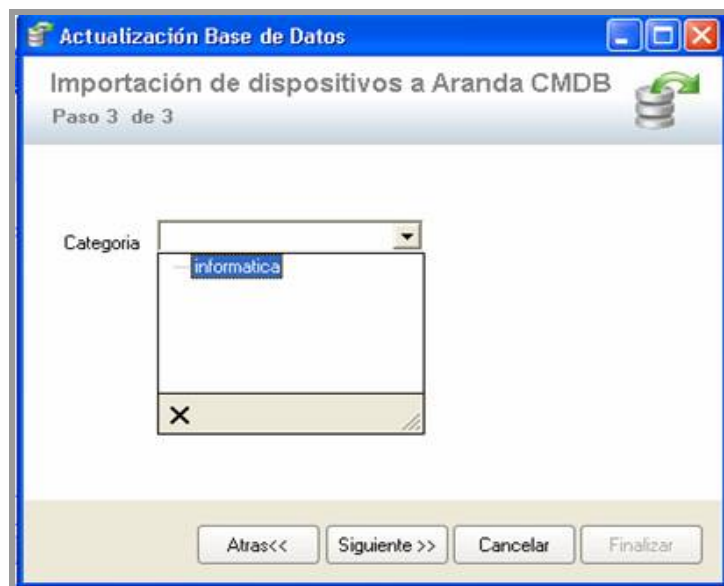 Actualización Base de Datos
Importación de dispositivos a Aranda CMDB
Paso 3 de 3
Categoria
informatica
Atras<<
Siguiente >>
Cancelar
Finalizar